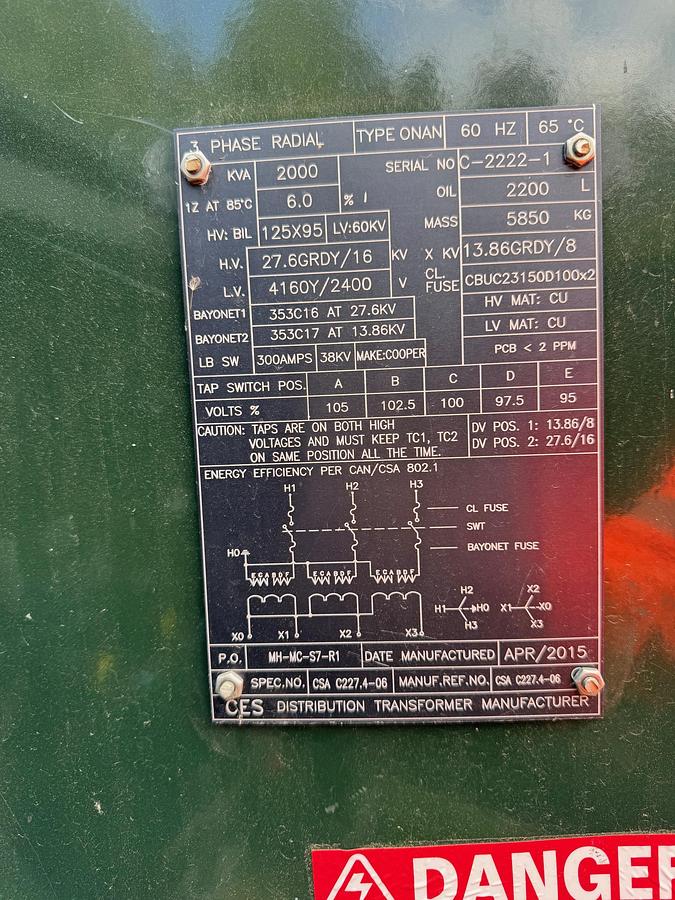 3 PHASE RADIAL TYPE ONAN 60 HZ 65 °C
KVA 2000 SERIAL NO C-2222-1
IZ AT 85°C 6.0 % I OIL 2200 L
HV: BIL 125X95 LV:60KV MASS 5850 KG
H.V. 27.6GRDY/16 KV X KV 13.86GRDY/8
L.V. 4160Y/2400 V CL. FUSE CBUC23150D100x2
BAYONET1 353C16 AT 27.6KV HV MAT: CU
BAYONET2 353C17 AT 13.86KV LV MAT: CU
LB SW 300AMPS 38KV MAKE:COOPER PCB < 2 PPM
TAP SWITCH POS. A B C D E
VOLTS % 105 102.5 100 97.5 95
CAUTION: TAPS ARE ON BOTH HIGH DV POS. 1: 13.86/8
VOLTAGES AND MUST KEEP TC1, TC2 DV POS. 2: 27.6/16
ON SAME POSITION ALL THE TIME.
ENERGY EFFICIENCY PER CAN/CSA 802.1
H1 H2 H3
CL FUSE
SWT
BAYONET FUSE
H0
E C A B D F E C A B D F E C A B D F
H2 X2
H1 H0 X1 X0
H3 X3
X0 X1 X2 X3
P.O. MH-MC-S7-R1 DATE MANUFACTURED APR/2015
SPEC.NO. CSA C227.4-06 MANUF.REF.NO. CSA C227.4-06
CES DISTRIBUTION TRANSFORMER MANUFACTURER
DANGER